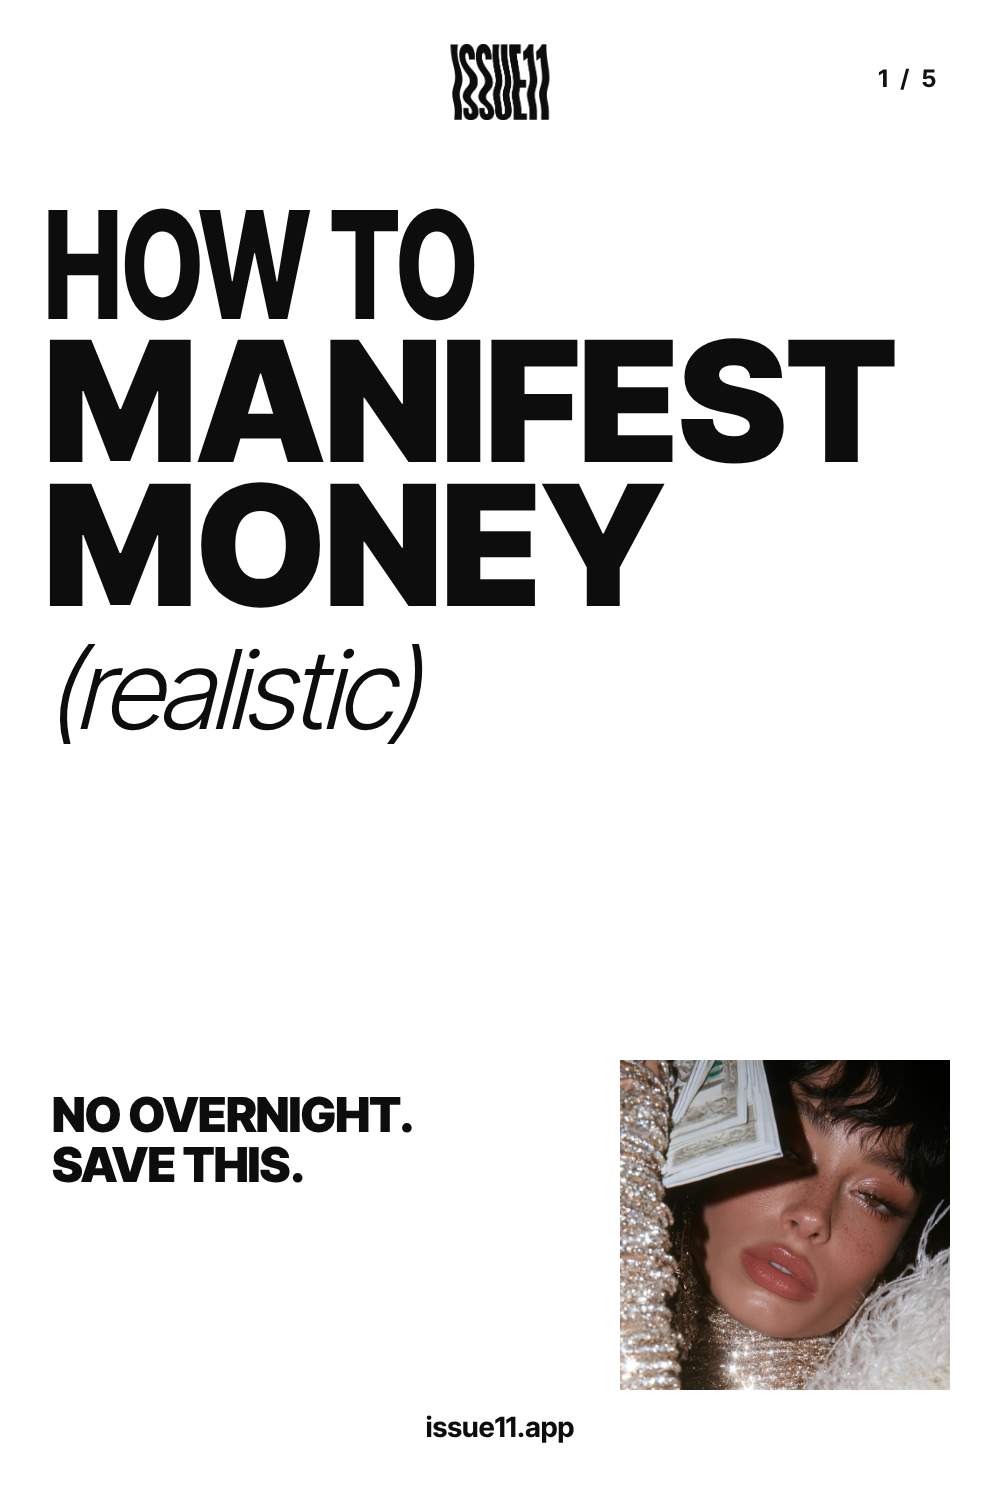 ISSUE11
1 / 5
HOW TO
MANIFEST
MONEY
(realistic)
NO OVERNIGHT.
SAVE THIS.
issue11.app